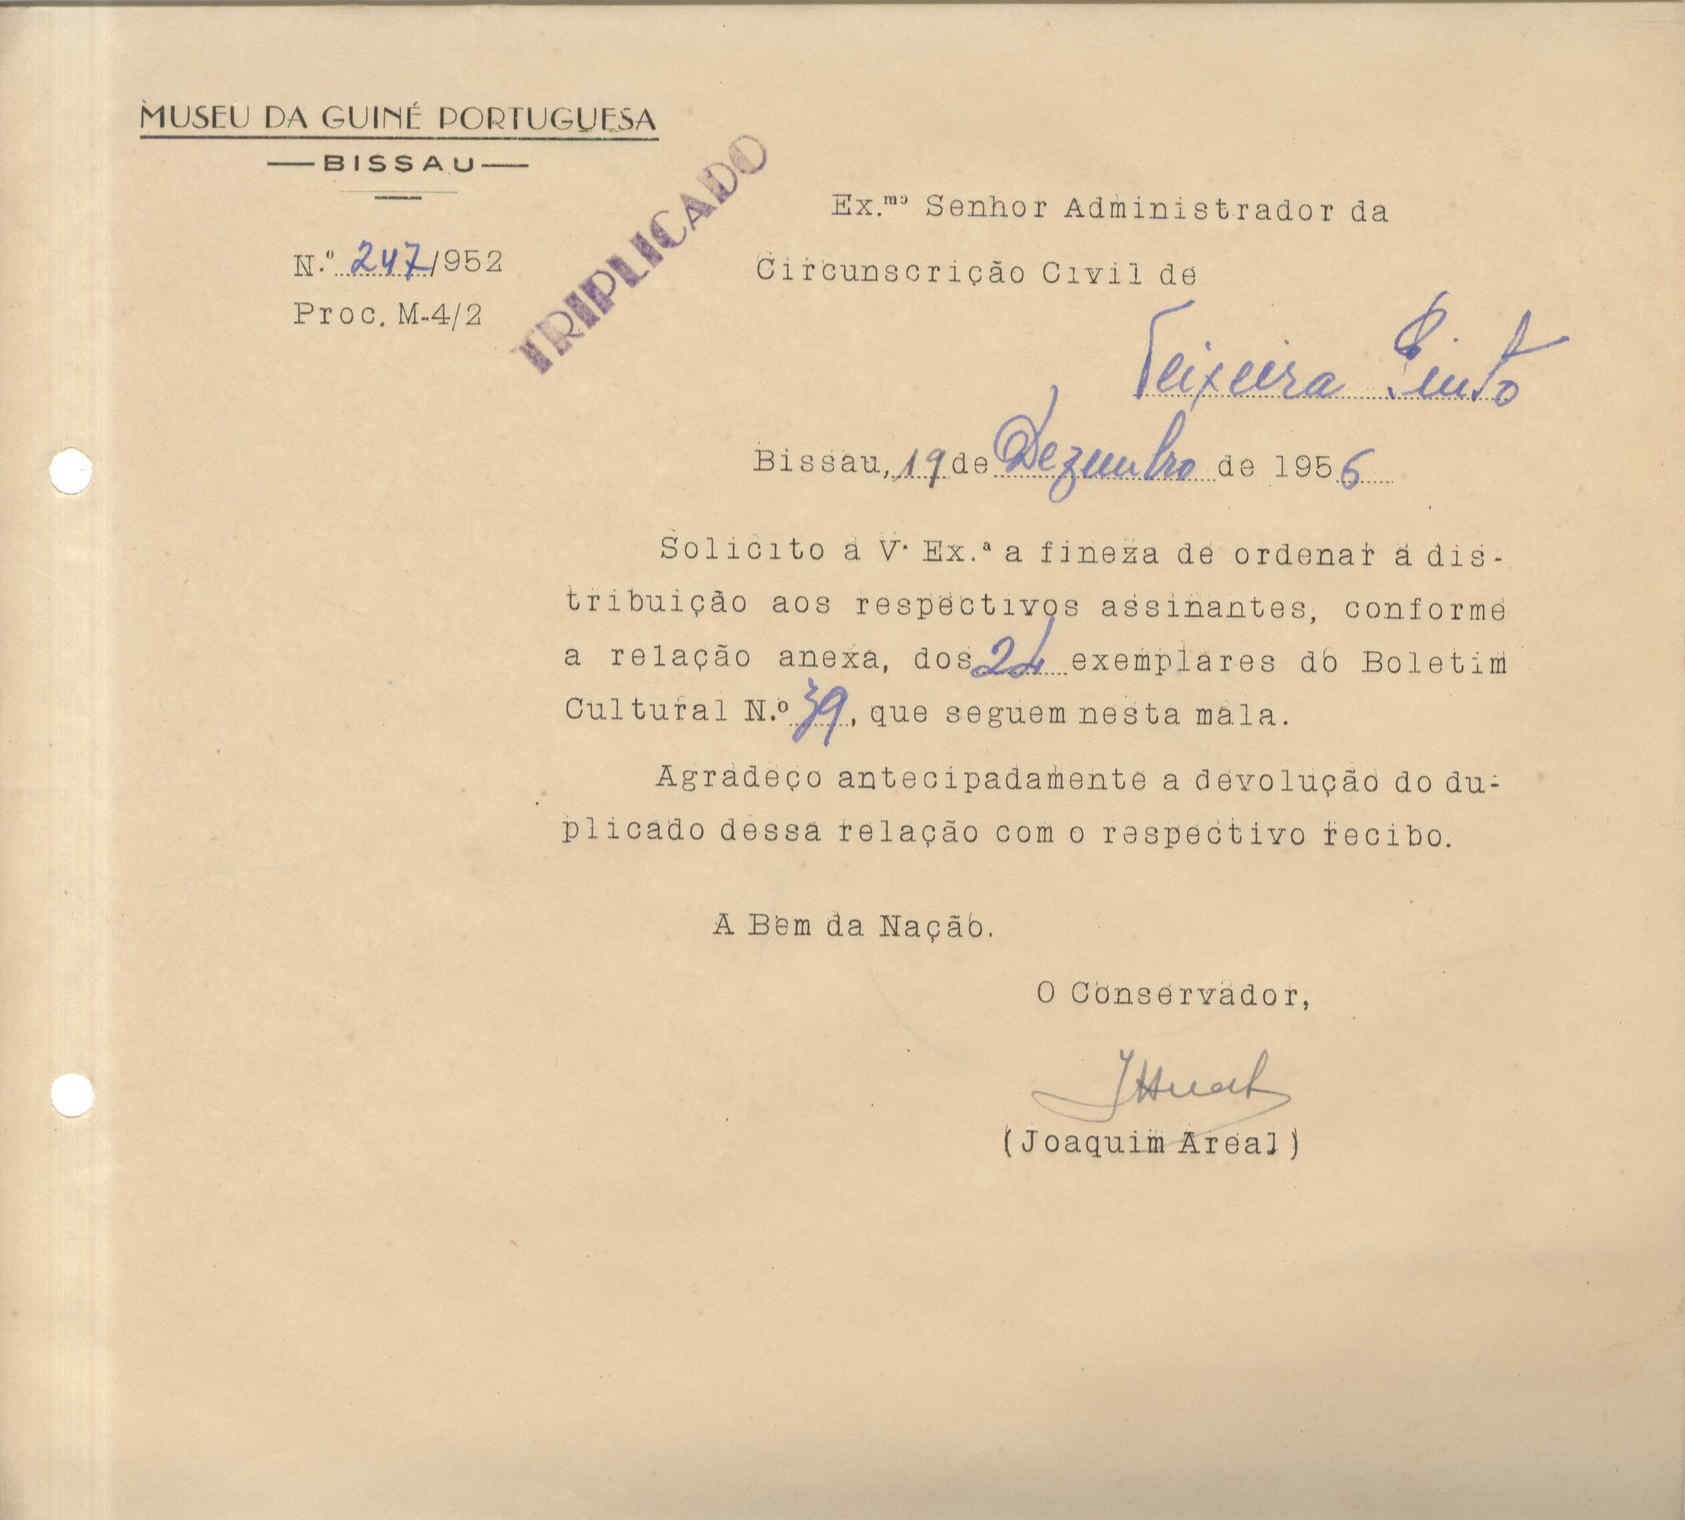 MUSEU DA GUINÉ PORTUGUESA
BISSAU
TRIPLICADO
N.º 247/952
Proc. M-4/2
Ex.mo Senhor Administrador da
Circunscrição Civil de
Teixeira Pinto
Bissau, 19 de Dezembro de 1956
Solicito a V. Ex.ª a fineza de ordenar a dis-
tribuição aos respectivos assinantes, conforme
a relação anexa, dos 24 exemplares do Boletim
Cultural N.º 39, que seguem nesta mala.
Agradeço antecipadamente a devolução do du-
plicado dessa relação com o respectivo recibo.
A Bem da Nação.
O Conservador,
(Joaquim Areal)